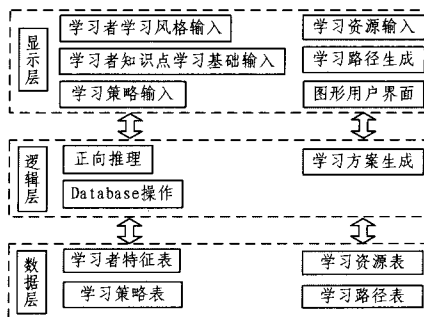 显示层
学习者学习风格输入
学习资源输入
学习者知识点学习基础输入
学习路径生成
学习策略输入
图形用户界面
逻辑层
正向推理
学习方案生成
Database操作
数据层
学习者特征表
学习资源表
学习策略表
学习路径表